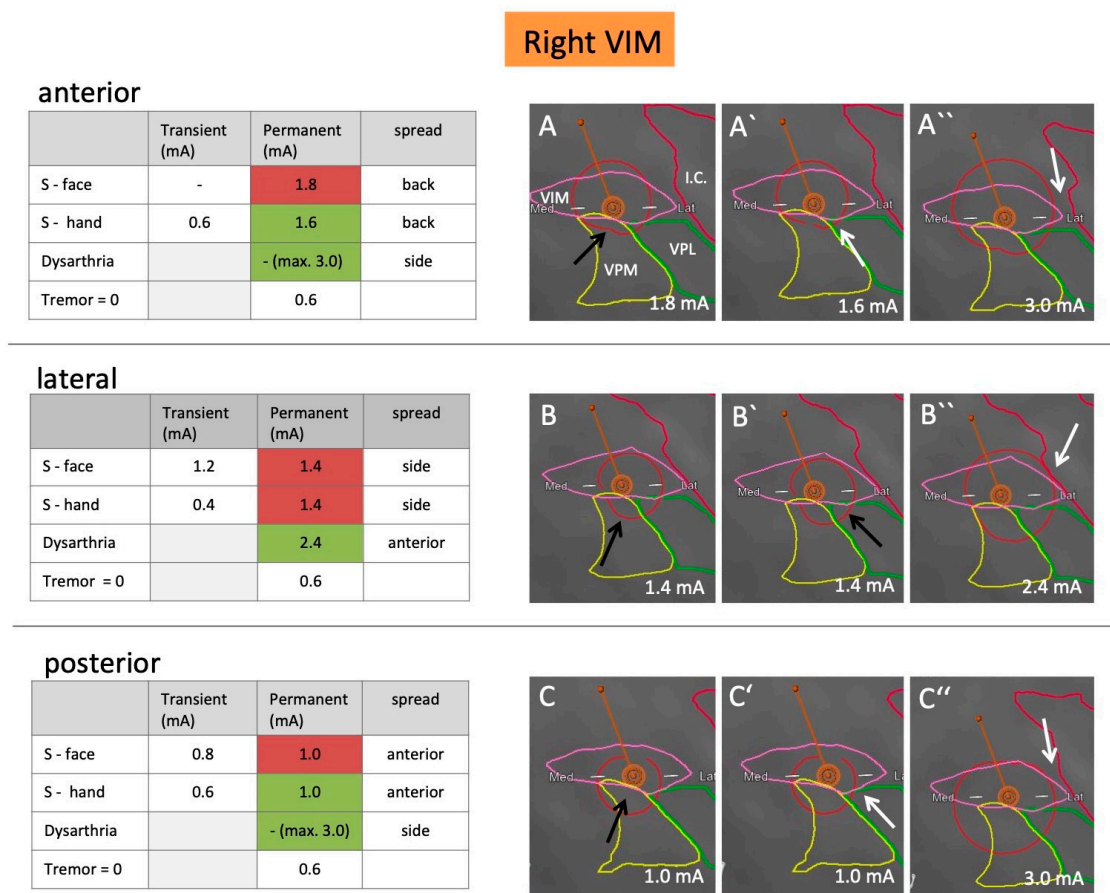 Right VIM
anterior
Transient (mA) Permanent (mA) spread
S - face - 1.8 back
S - hand 0.6 1.6 back
Dysarthria - (max. 3.0) side
Tremor = 0 0.6
A VIM Med Lat I.C. VPL VPM 1.8 mA
A` Med Lat 1.6 mA
A`` Med Lat 3.0 mA
lateral
Transient (mA) Permanent (mA) spread
S - face 1.2 1.4 side
S - hand 0.4 1.4 side
Dysarthria 2.4 anterior
Tremor = 0 0.6
B Med Lat 1.4 mA
B` Med Lat 1.4 mA
B`` Med Lat 2.4 mA
posterior
Transient (mA) Permanent (mA) spread
S - face 0.8 1.0 anterior
S - hand 0.6 1.0 anterior
Dysarthria - (max. 3.0) side
Tremor = 0 0.6
C Med Lat 1.0 mA
C‘ Med Lat 1.0 mA
C‘‘ Med Lat 3.0 mA